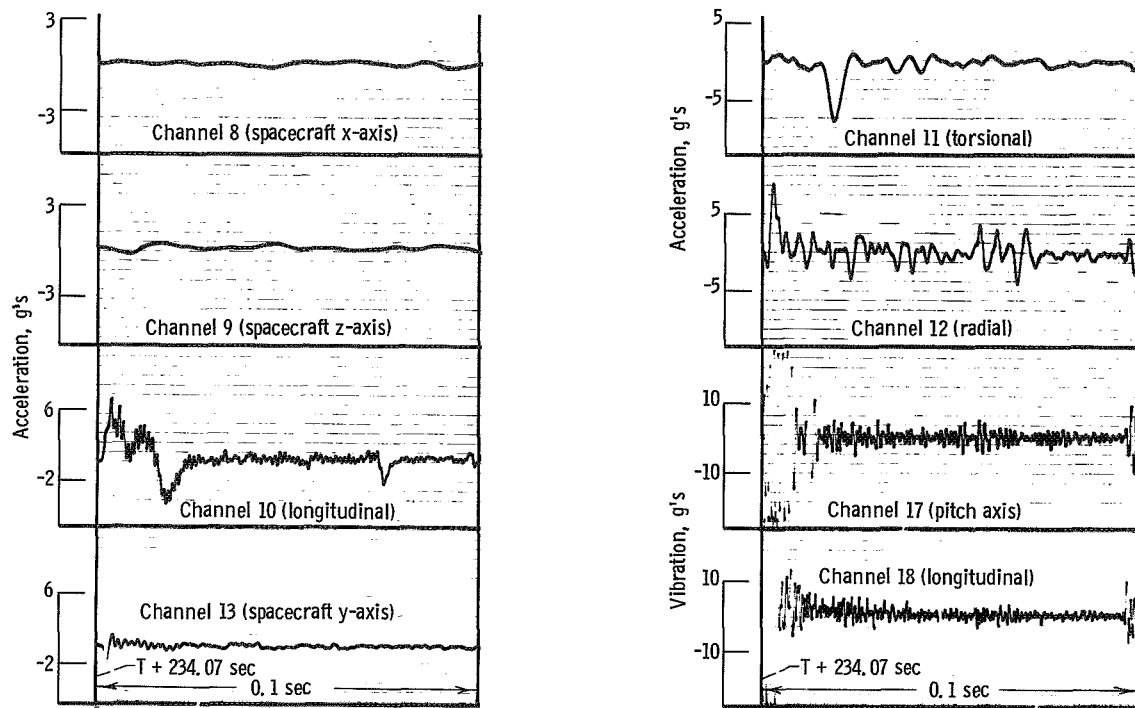 3
-3
Channel 8 (spacecraft x-axis)
3
-3
Channel 9 (spacecraft z-axis)
Acceleration, g's
6
-2
Channel 10 (longitudinal)
6
Channel 13 (spacecraft y-axis)
-2
T + 234.07 sec
0.1 sec
5
-5
Channel 11 (torsional)
Acceleration, g's
5
-5
Channel 12 (radial)
10
-10
Channel 17 (pitch axis)
Vibration, g's
10
Channel 18 (longitudinal)
-10
T + 234.07 sec
0.1 sec